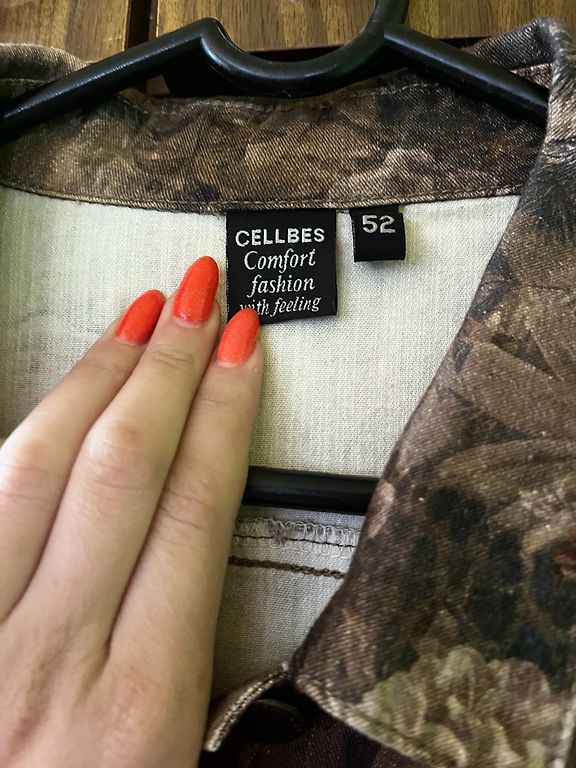 CELLBES
Comfort
fashion
with feeling
52